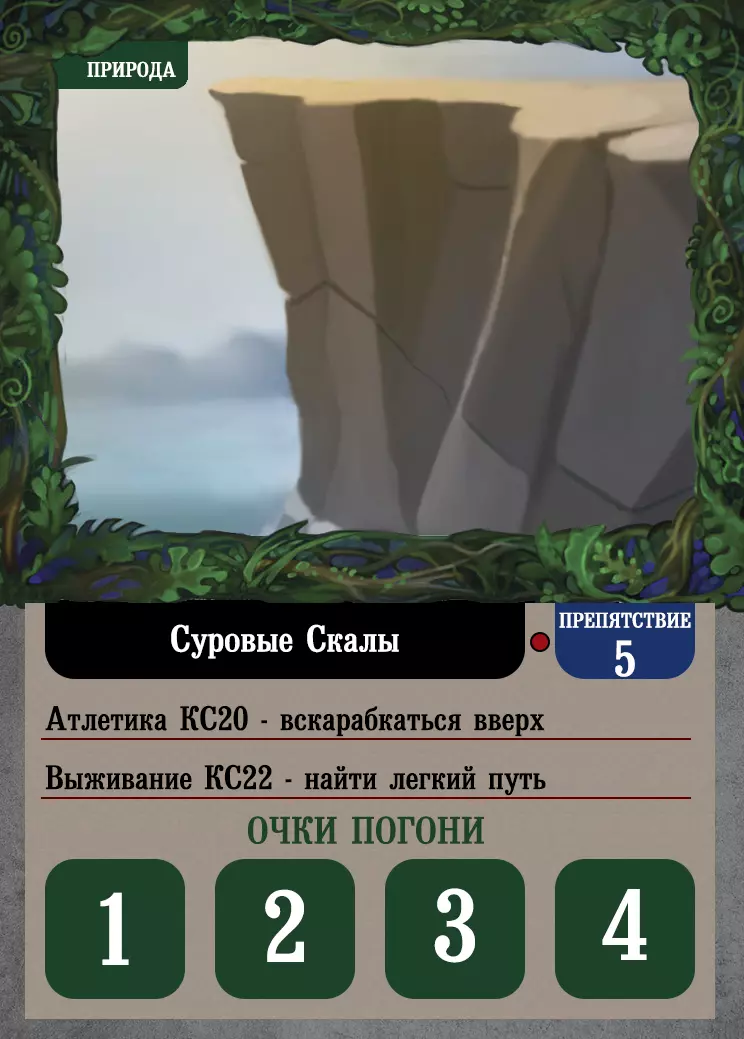 ПРИРОДА
Суровые Скалы
ПРЕПЯТСТВИЕ
5
Атлетика КС20 - вскарабкаться вверх
Выживание КС22 - найти легкий путь
ОЧКИ ПОГОНИ
1 2 3 4